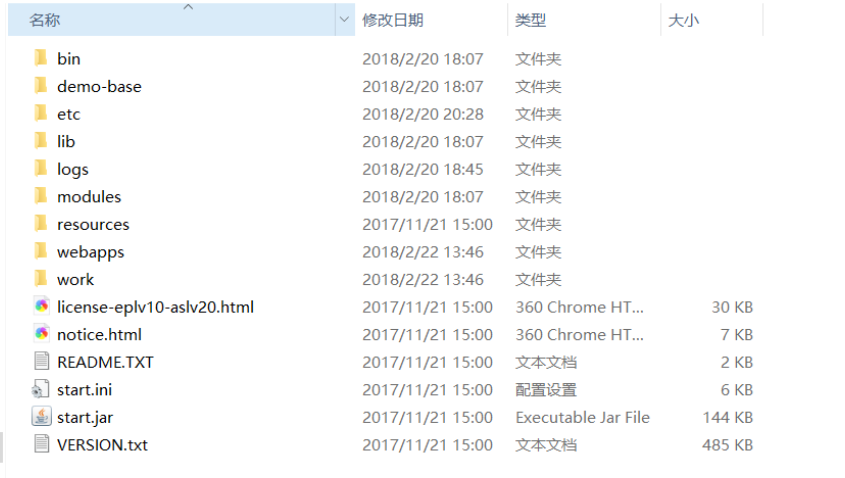 名称 修改日期 类型 大小
bin 2018/2/20 18:07 文件夹
demo-base 2018/2/20 18:07 文件夹
etc 2018/2/20 20:28 文件夹
lib 2018/2/20 18:07 文件夹
logs 2018/2/20 18:45 文件夹
modules 2018/2/20 18:07 文件夹
resources 2017/11/21 15:00 文件夹
webapps 2018/2/22 13:46 文件夹
work 2018/2/22 13:46 文件夹
license-eplv10-aslv20.html 2017/11/21 15:00 360 Chrome HT... 30 KB
notice.html 2017/11/21 15:00 360 Chrome HT... 7 KB
README.TXT 2017/11/21 15:00 文本文档 2 KB
start.ini 2017/11/21 15:00 配置设置 6 KB
start.jar 2017/11/21 15:00 Executable Jar File 144 KB
VERSION.txt 2017/11/21 15:00 文本文档 485 KB